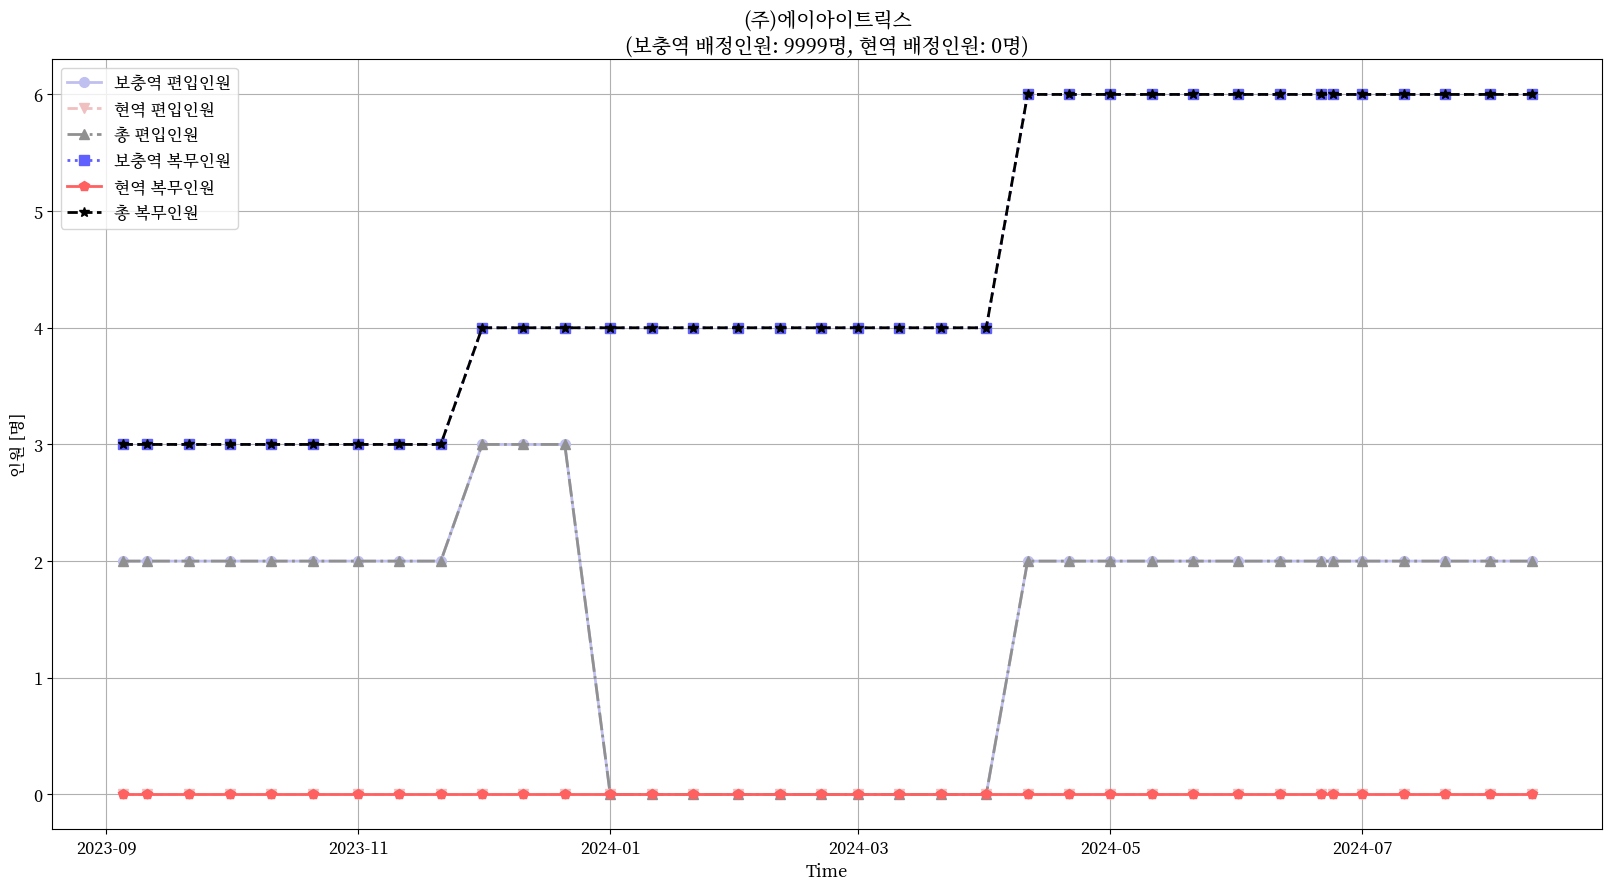 (주)에이아이트릭스
(보충역 배정인원: 9999명, 현역 배정인원: 0명)
보충역 편입인원
현역 편입인원
총 편입인원
보충역 복무인원
현역 복무인원
총 복무인원
인원 [명]
6
5
4
3
2
1
0
2023-09
2023-11
2024-01
2024-03
2024-05
2024-07
Time